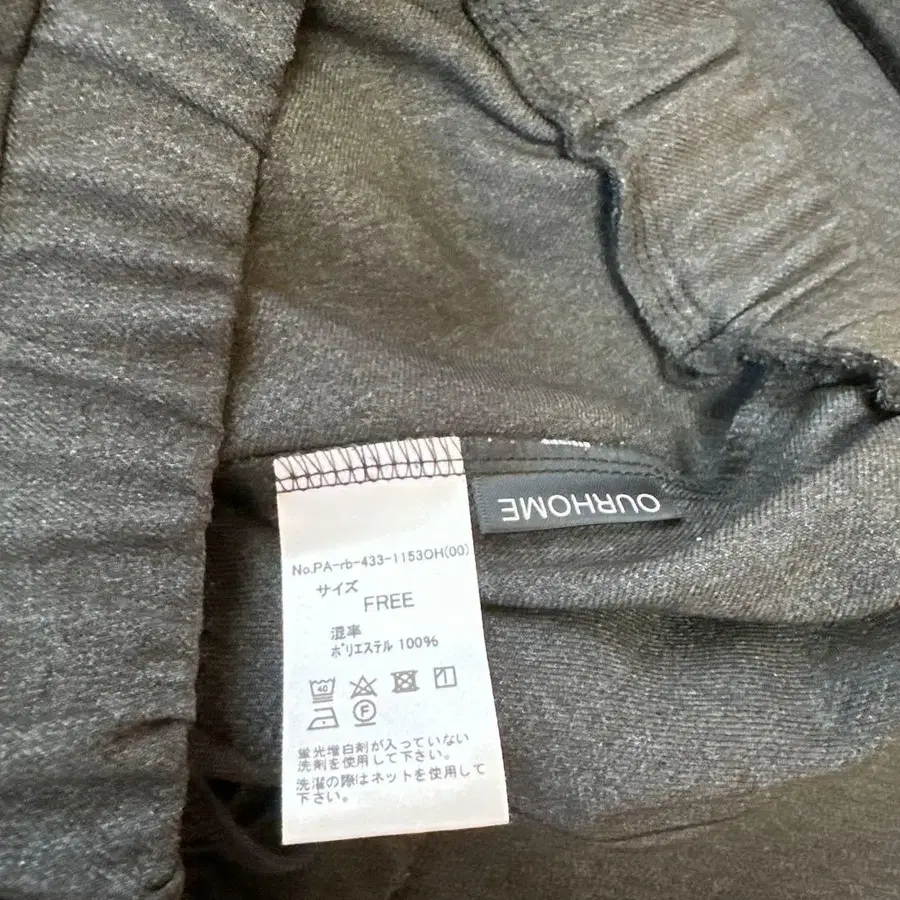 OURHOME
No.PA-rb-433-1153OH(00)
サイズ
FREE
混率
ポリエステル 100%
40
F
蛍光増白剤が入っていない
洗剤を使用して下さい。
洗濯の際はネットを使用して
下さい。